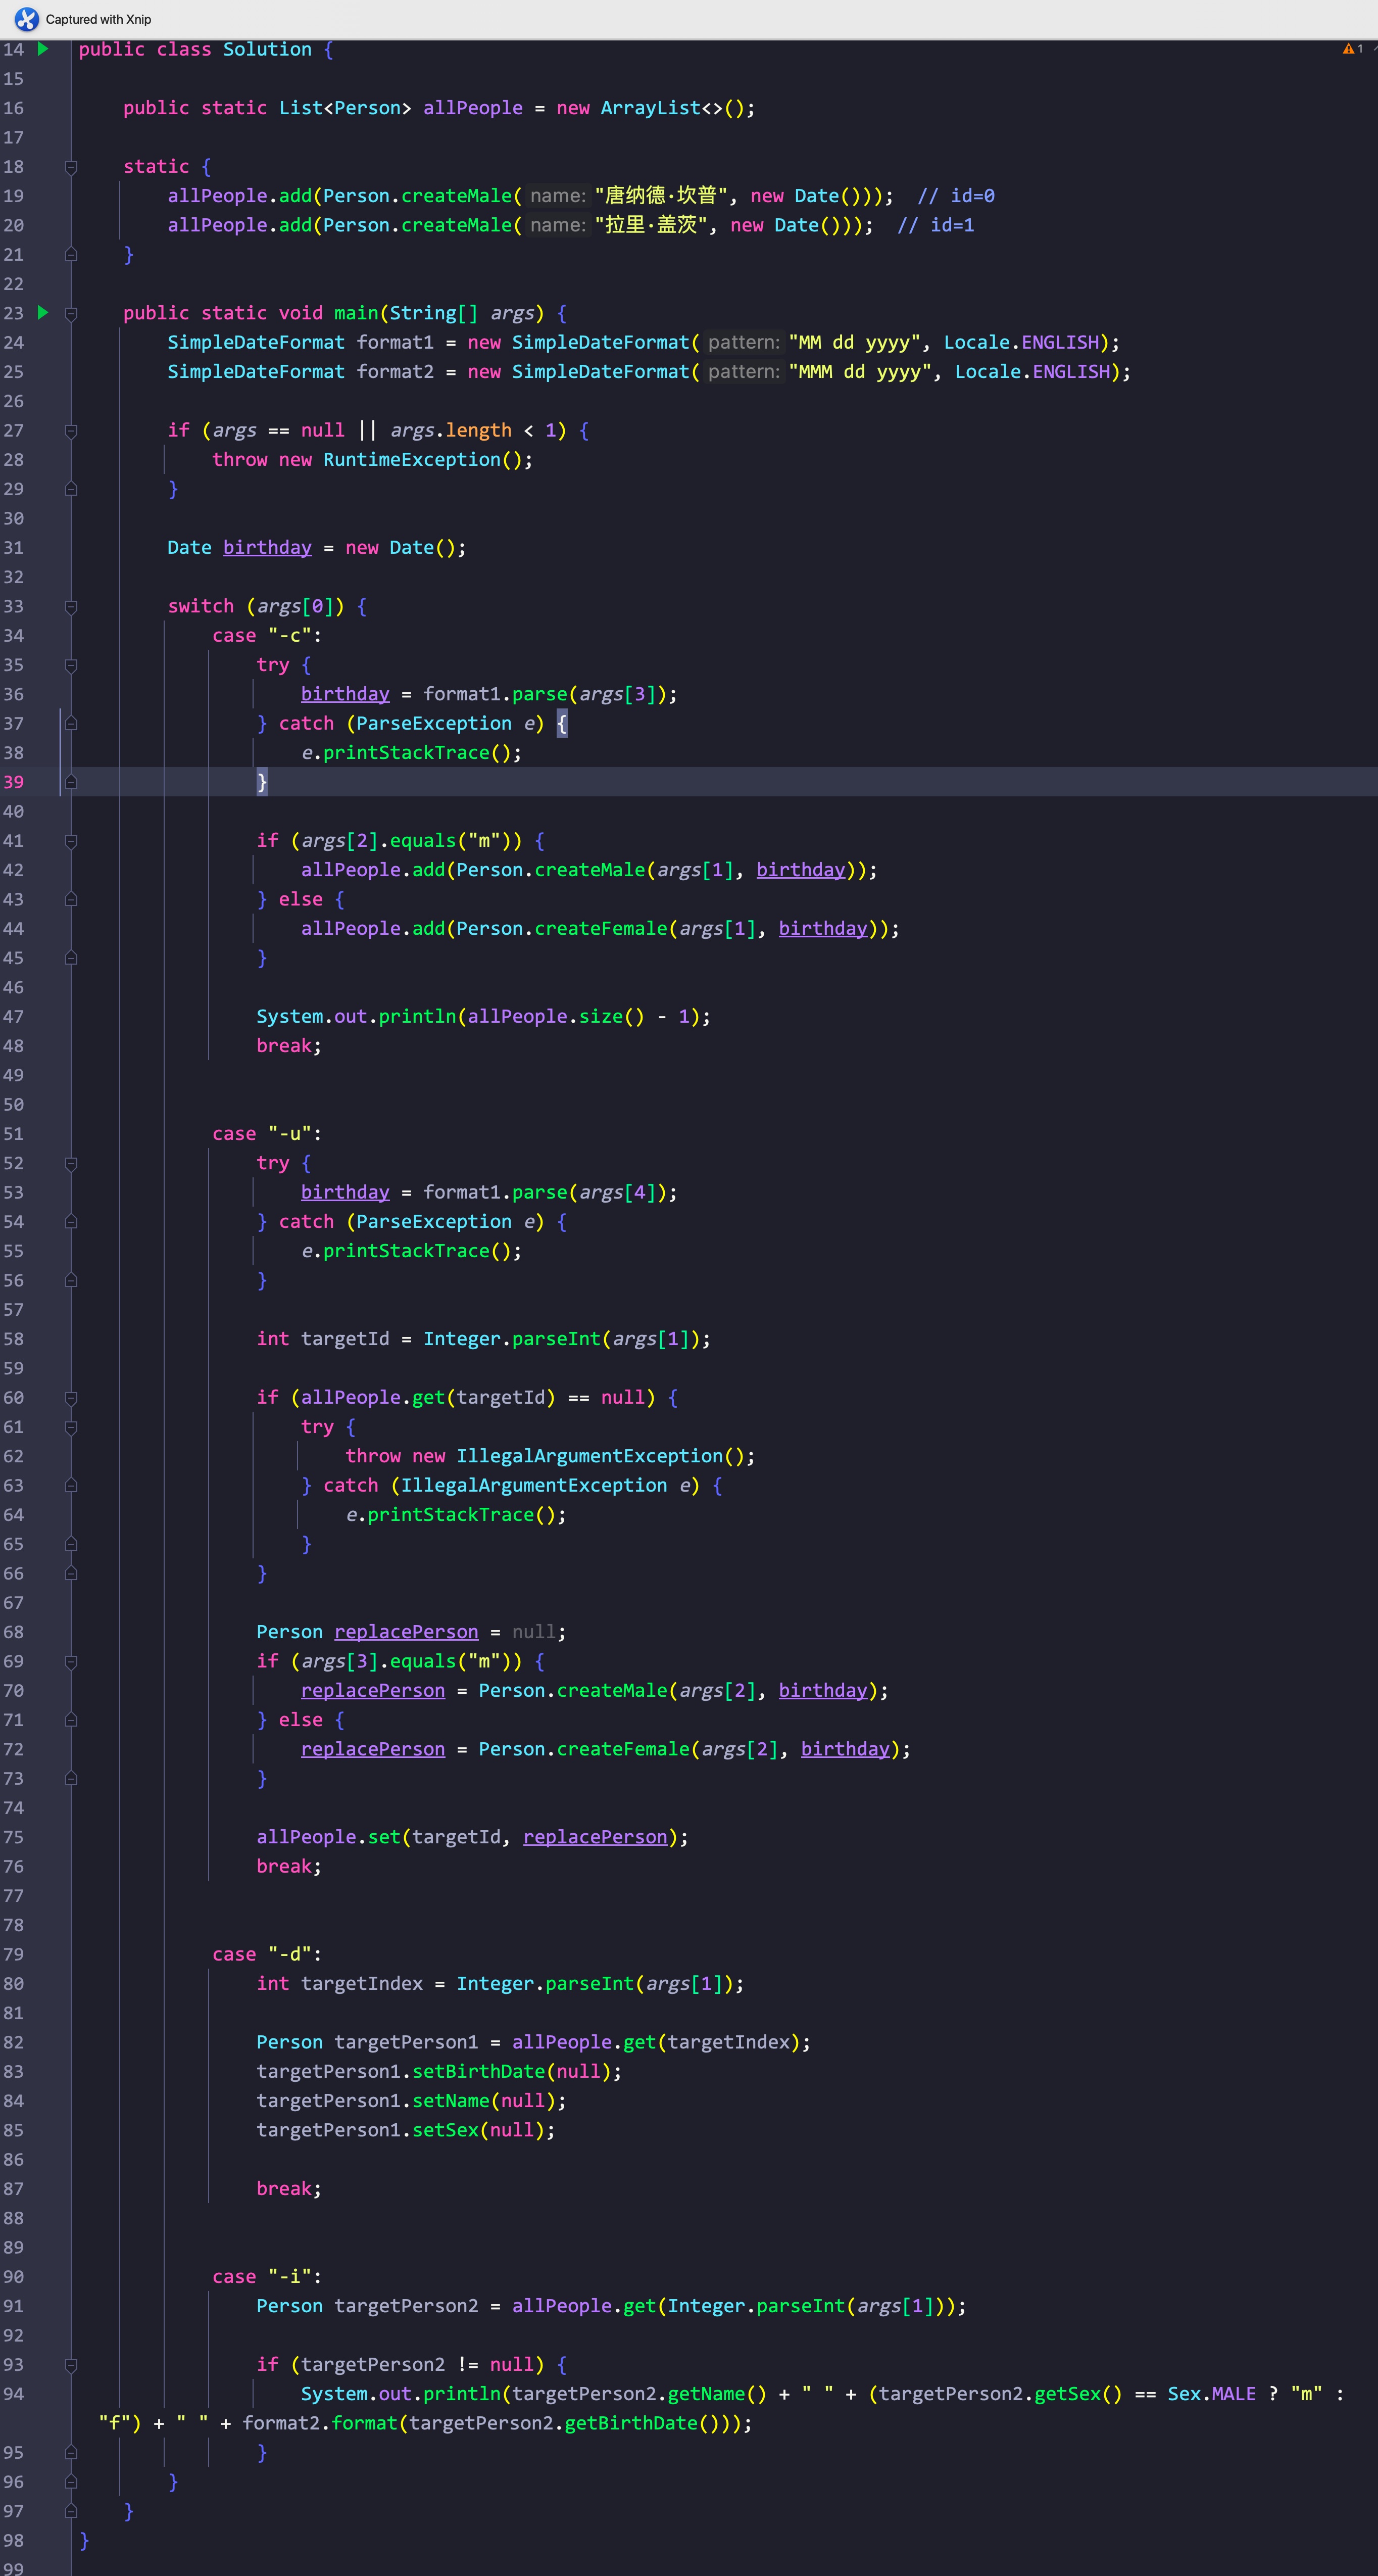 Captured with Xnip
14 public class Solution {
1
15
16 public static List<Person> allPeople = new ArrayList<>();
17
18 static {
19 allPeople.add(Person.createMale( name: "唐纳德·坎普", new Date())); // id=0
20 allPeople.add(Person.createMale( name: "拉里·盖茨", new Date())); // id=1
21 }
22
23 public static void main(String[] args) {
24 SimpleDateFormat format1 = new SimpleDateFormat( pattern: "MM dd yyyy", Locale.ENGLISH);
25 SimpleDateFormat format2 = new SimpleDateFormat( pattern: "MMM dd yyyy", Locale.ENGLISH);
26
27 if (args == null || args.length < 1) {
28 throw new RuntimeException();
29 }
30
31 Date birthday = new Date();
32
33 switch (args[0]) {
34 case "-c":
35 try {
36 birthday = format1.parse(args[3]);
37 } catch (ParseException e) {
38 e.printStackTrace();
39 }
40
41 if (args[2].equals("m")) {
42 allPeople.add(Person.createMale(args[1], birthday));
43 } else {
44 allPeople.add(Person.createFemale(args[1], birthday));
45 }
46
47 System.out.println(allPeople.size() - 1);
48 break;
49
50
51 case "-u":
52 try {
53 birthday = format1.parse(args[4]);
54 } catch (ParseException e) {
55 e.printStackTrace();
56 }
57
58 int targetId = Integer.parseInt(args[1]);
59
60 if (allPeople.get(targetId) == null) {
61 try {
62 throw new IllegalArgumentException();
63 } catch (IllegalArgumentException e) {
64 e.printStackTrace();
65 }
66 }
67
68 Person replacePerson = null;
69 if (args[3].equals("m")) {
70 replacePerson = Person.createMale(args[2], birthday);
71 } else {
72 replacePerson = Person.createFemale(args[2], birthday);
73 }
74
75 allPeople.set(targetId, replacePerson);
76 break;
77
78
79 case "-d":
80 int targetIndex = Integer.parseInt(args[1]);
81
82 Person targetPerson1 = allPeople.get(targetIndex);
83 targetPerson1.setBirthDate(null);
84 targetPerson1.setName(null);
85 targetPerson1.setSex(null);
86
87 break;
88
89
90 case "-i":
91 Person targetPerson2 = allPeople.get(Integer.parseInt(args[1]));
92
93 if (targetPerson2 != null) {
94 System.out.println(targetPerson2.getName() + " " + (targetPerson2.getSex() == Sex.MALE ? "m" :
"f") + " " + format2.format(targetPerson2.getBirthDate()));
95 }
96 }
97 }
98 }
99